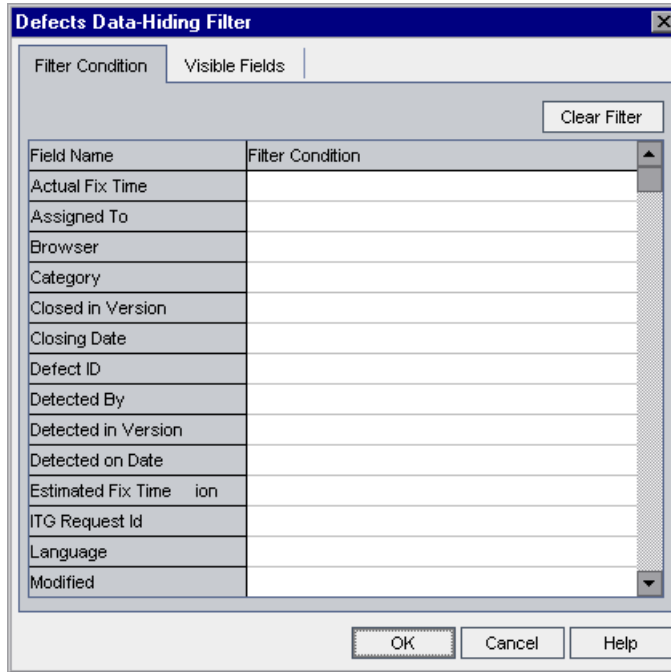 Defects Data-Hiding Filter
Filter Condition Visible Fields
Clear Filter
Field Name Filter Condition
Actual Fix Time
Assigned To
Browser
Category
Closed in Version
Closing Date
Defect ID
Detected By
Detected in Version
Detected on Date
Estimated Fix Time ion
ITG Request Id
Language
Modified
OK Cancel Help